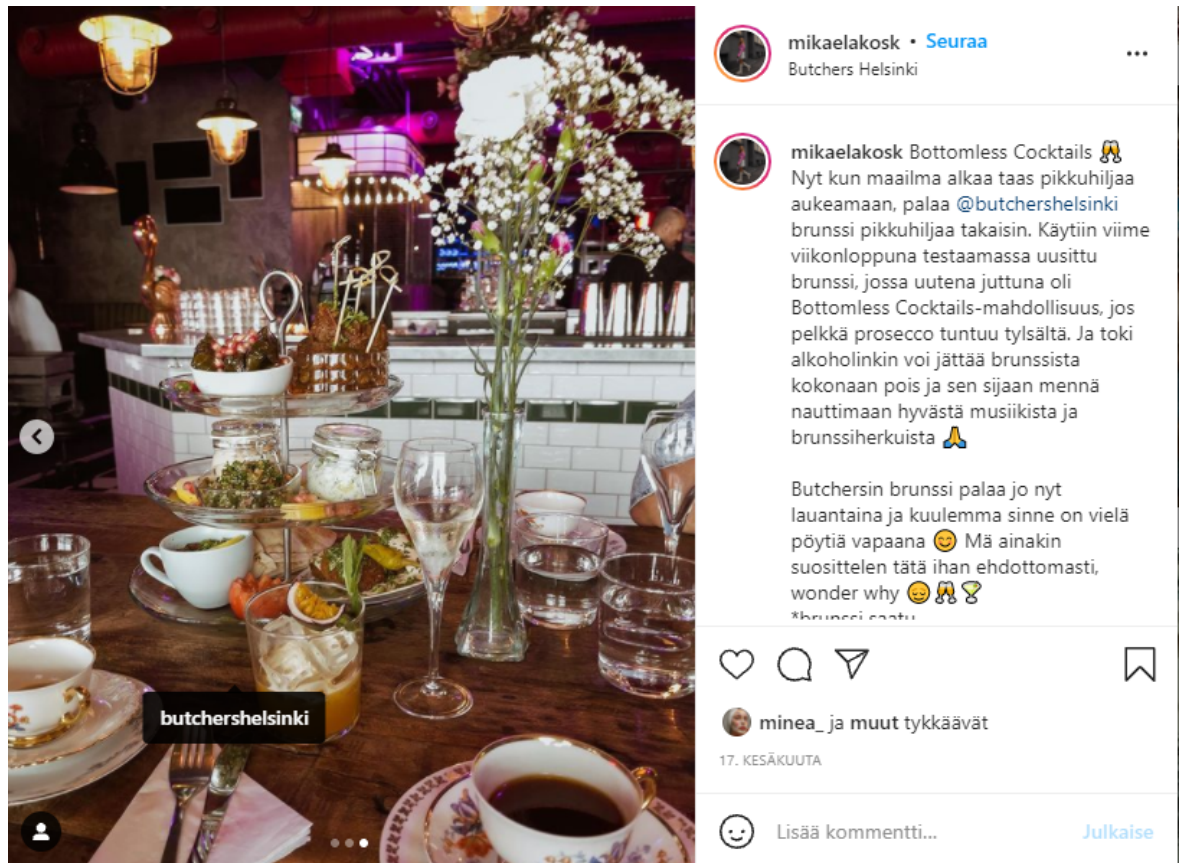 mikaelakosk • Seuraa
Butchers Helsinki
mikaelakosk Bottomless Cocktails 🥂
Nyt kun maailma alkaa taas pikkuhiljaa
aukeamaan, palaa @butchershelsinki
brunssi pikkuhiljaa takaisin. Käytiin viime
viikonloppuna testaamassa uusittu
brunssi, jossa uutena juttuna oli
Bottomless Cocktails-mahdollisuus, jos
pelkkä prosecco tuntuu tylsältä. Ja toki
alkoholinkin voi jättää brunssista
kokonaan pois ja sen sijaan mennä
nauttimaan hyvästä musiikista ja
brunssiherkuista 🙏
Butchersin brunssi palaa jo nyt
lauantaina ja kuulemma sinne on vielä
pöytiä vapaana 😊 Mä ainakin
suosittelen tätä ihan ehdottomasti,
wonder why 😌🥂🍸
*brunssi saatu
minea_ ja muut tykkäävät
17. KESÄKUUTA
Lisää kommentti... Julkaise
butchershelsinki